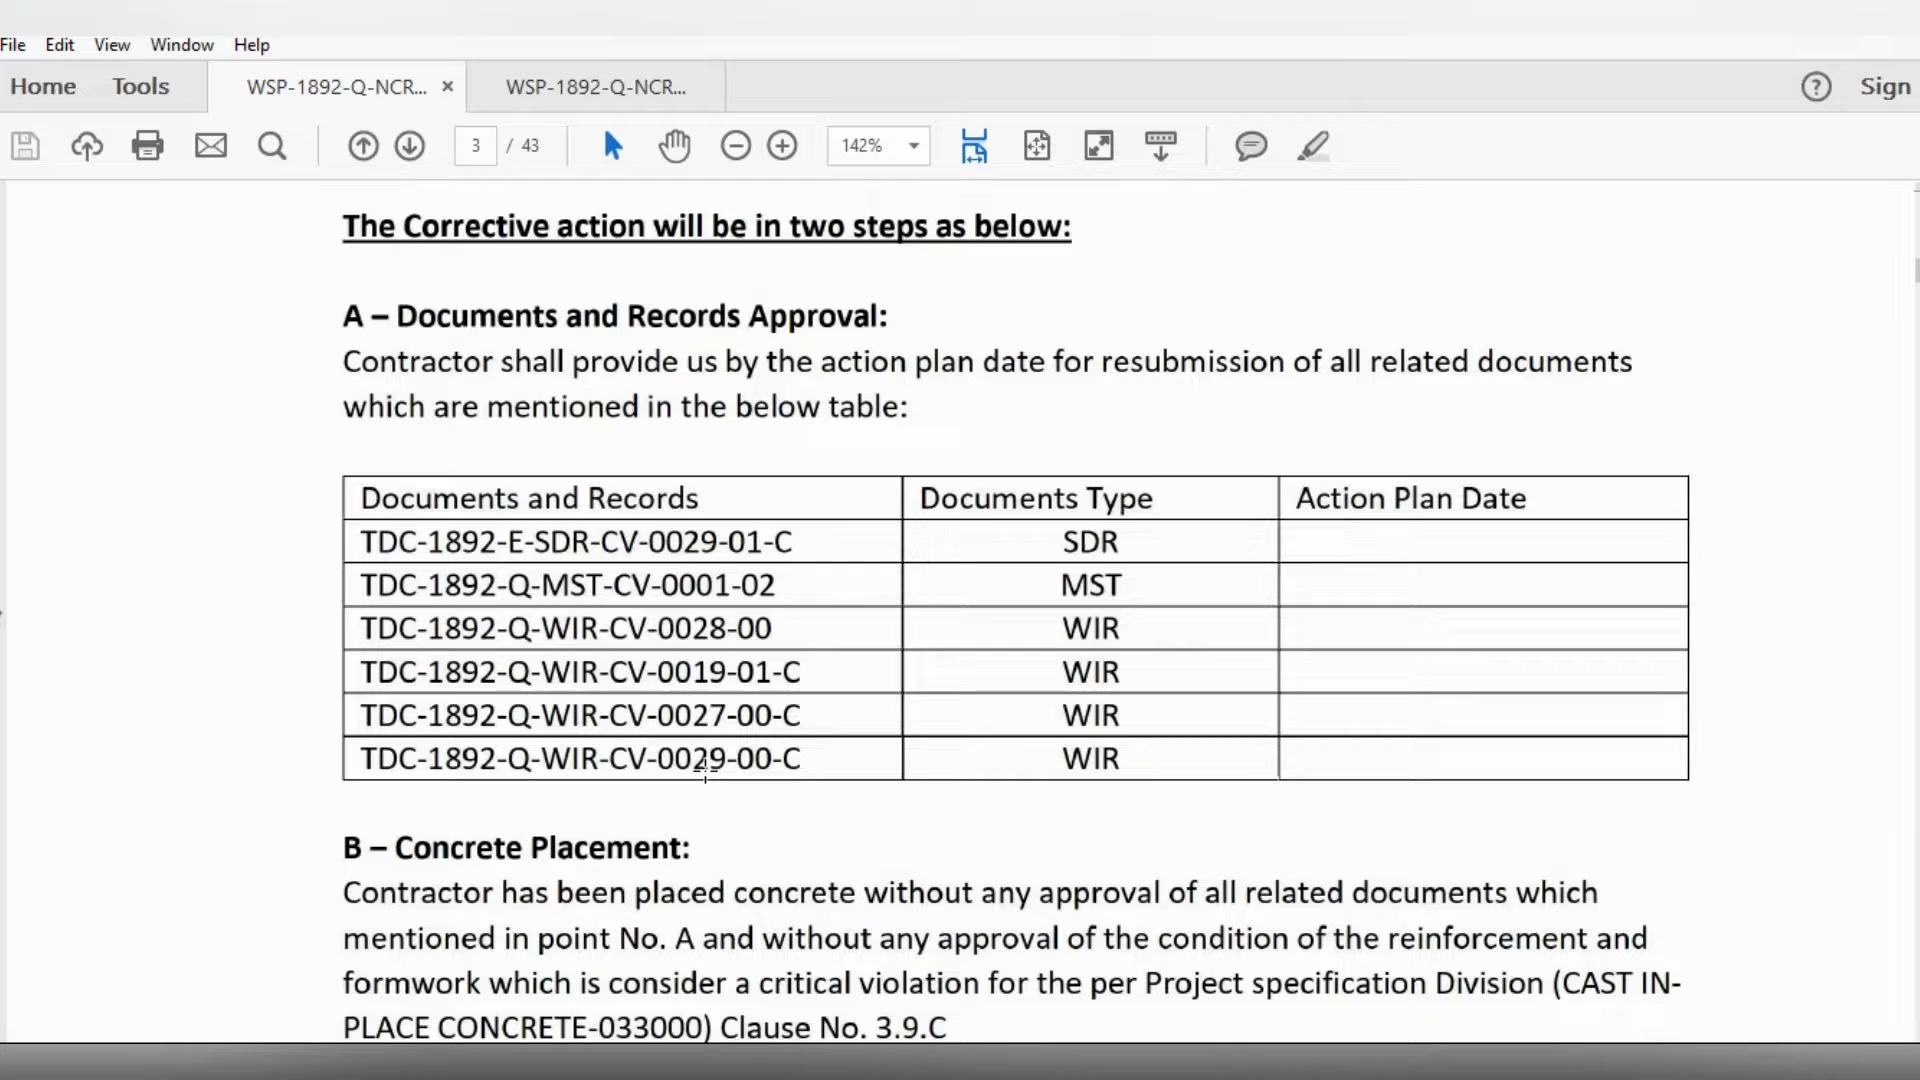 File Edit View Window Help
Home Tools WSP-1892-Q-NCR... × WSP-1892-Q-NCR... ? Sign
3 / 43 142%
The Corrective action will be in two steps as below:
A – Documents and Records Approval:
Contractor shall provide us by the action plan date for resubmission of all related documents
which are mentioned in the below table:
Documents and Records Documents Type Action Plan Date
TDC-1892-E-SDR-CV-0029-01-C SDR
TDC-1892-Q-MST-CV-0001-02 MST
TDC-1892-Q-WIR-CV-0028-00 WIR
TDC-1892-Q-WIR-CV-0019-01-C WIR
TDC-1892-Q-WIR-CV-0027-00-C WIR
TDC-1892-Q-WIR-CV-0029-00-C WIR
B – Concrete Placement:
Contractor has been placed concrete without any approval of all related documents which
mentioned in point No. A and without any approval of the condition of the reinforcement and
formwork which is consider a critical violation for the per Project specification Division (CAST IN-
PLACE CONCRETE-033000) Clause No. 3.9.C